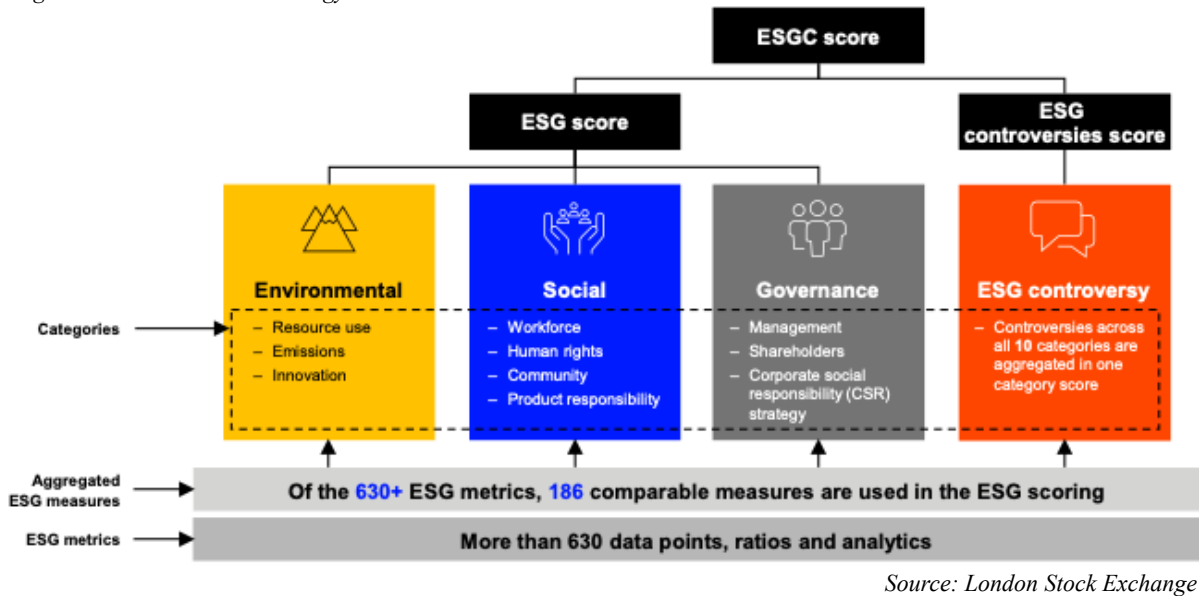 ESGC score
ESG score
ESG
controversies score
Environmental
Social
Governance
ESG controversy
Categories
– Resource use
– Emissions
– Innovation
– Workforce
– Human rights
– Community
– Product responsibility
– Management
– Shareholders
– Corporate social
responsibility (CSR)
strategy
– Controversies across
all 10 categories are
aggregated in one
category score
Aggregated
ESG measures
Of the 630+ ESG metrics, 186 comparable measures are used in the ESG scoring
ESG metrics
More than 630 data points, ratios and analytics
Source: London Stock Exchange